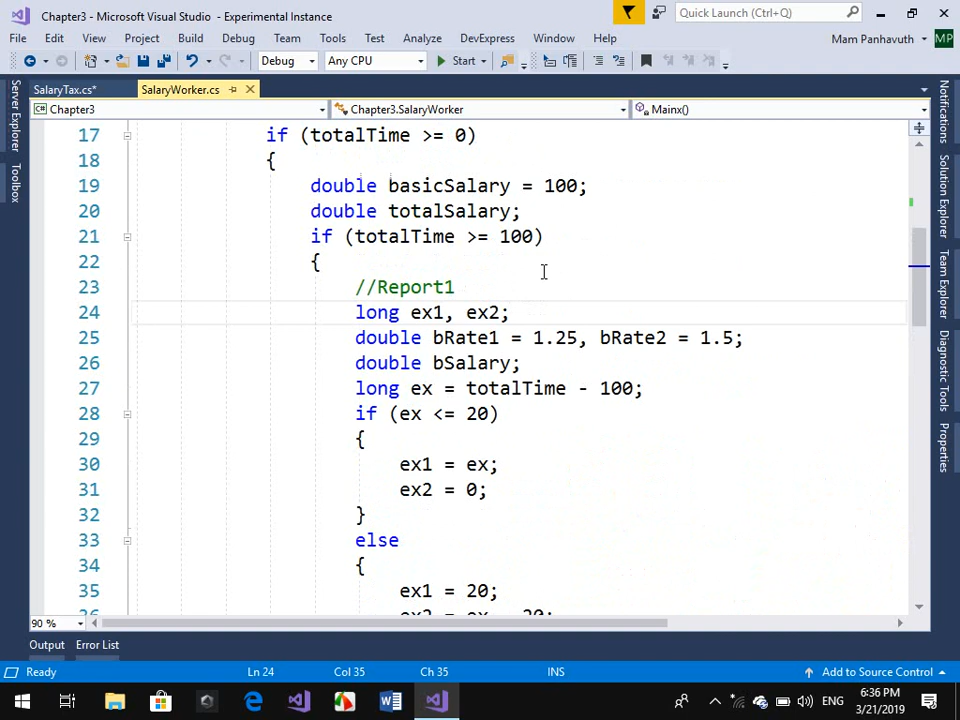 Chapter3 - Microsoft Visual Studio - Experimental Instance
Quick Launch (Ctrl+Q)
File Edit View Project Build Debug Team Tools Test Analyze DevExpress Window Help
Mam Panhavuth MP
Debug Any CPU Start
SalaryTax.cs* SalaryWorker.cs
Chapter3 Chapter3.SalaryWorker Mainx()
Server Explorer
Toolbox
17 if (totalTime >= 0)
18 {
19 double basicSalary = 100;
20 double totalSalary;
21 if (totalTime >= 100)
22 {
23 //Report1
24 long ex1, ex2;
25 double bRate1 = 1.25, bRate2 = 1.5;
26 double bSalary;
27 long ex = totalTime - 100;
28 if (ex <= 20)
29 {
30 ex1 = ex;
31 ex2 = 0;
32 }
33 else
34 {
35 ex1 = 20;
36 ex2 = ex - 20;
Notifications
Solution Explorer
Team Explorer
Diagnostic Tools
Properties
90 %
Output Error List
Ready Ln 24 Col 35 Ch 35 INS Add to Source Control
ENG
6:36 PM
3/21/2019